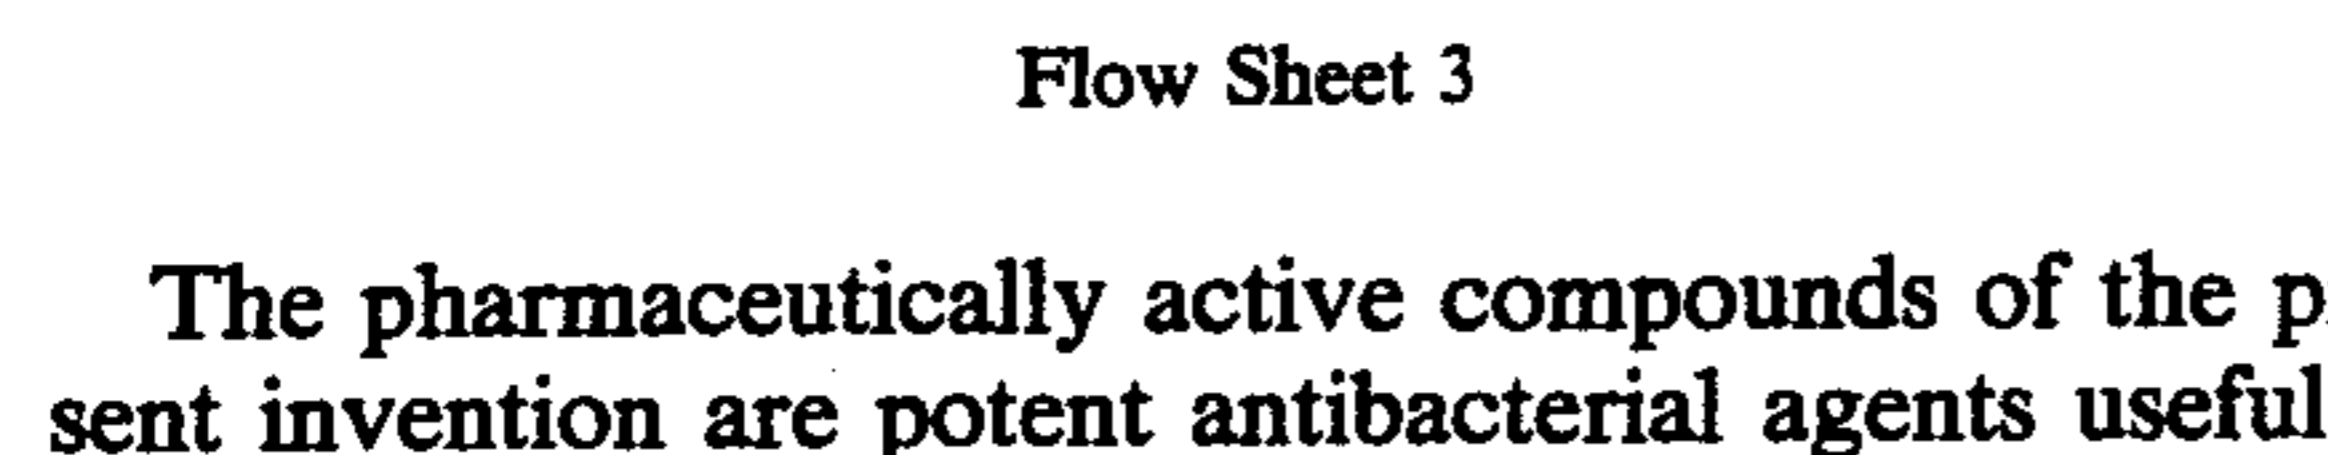 Flow Sheet 3
The pharmaceutically active compounds of the p
sent invention are potent antibacterial agents useful